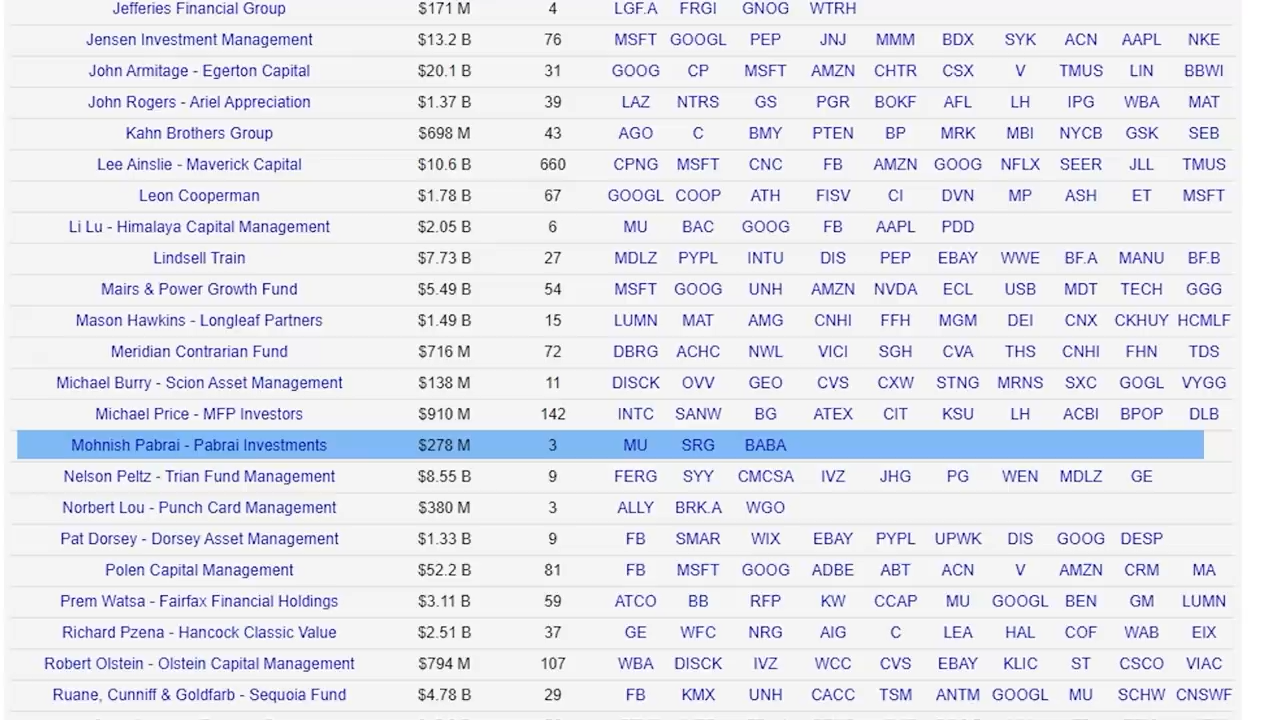 Jefferies Financial Group $171 M 4 LGF.A FRGI GNOG WTRH
Jensen Investment Management $13.2 B 76 MSFT GOOGL PEP JNJ MMM BDX SYK ACN AAPL NKE
John Armitage - Egerton Capital $20.1 B 31 GOOG CP MSFT AMZN CHTR CSX V TMUS LIN BBWI
John Rogers - Ariel Appreciation $1.37 B 39 LAZ NTRS GS PGR BOKF AFL LH IPG WBA MAT
Kahn Brothers Group $698 M 43 AGO C BMY PTEN BP MRK MBI NYCB GSK SEB
Lee Ainslie - Maverick Capital $10.6 B 660 CPNG MSFT CNC FB AMZN GOOG NFLX SEER JLL TMUS
Leon Cooperman $1.78 B 67 GOOGL COOP ATH FISV CI DVN MP ASH ET MSFT
Li Lu - Himalaya Capital Management $2.05 B 6 MU BAC GOOG FB AAPL PDD
Lindsell Train $7.73 B 27 MDLZ PYPL INTU DIS PEP EBAY WWE BF.A MANU BF.B
Mairs & Power Growth Fund $5.49 B 54 MSFT GOOG UNH AMZN NVDA ECL USB MDT TECH GGG
Mason Hawkins - Longleaf Partners $1.49 B 15 LUMN MAT AMG CNHI FFH MGM DEI CNX CKHUY HCMLF
Meridian Contrarian Fund $716 M 72 DBRG ACHC NWL VICI SGH CVA THS CNHI FHN TDS
Michael Burry - Scion Asset Management $138 M 11 DISCK OVV GEO CVS CXW STNG MRNS SXC GOGL VYGG
Michael Price - MFP Investors $910 M 142 INTC SANW BG ATEX CIT KSU LH ACBI BPOP DLB
Mohnish Pabrai - Pabrai Investments $278 M 3 MU SRG BABA
Nelson Peltz - Trian Fund Management $8.55 B 9 FERG SYY CMCSA IVZ JHG PG WEN MDLZ GE
Norbert Lou - Punch Card Management $380 M 3 ALLY BRK.A WGO
Pat Dorsey - Dorsey Asset Management $1.33 B 9 FB SMAR WIX EBAY PYPL UPWK DIS GOOG DESP
Polen Capital Management $52.2 B 81 FB MSFT GOOG ADBE ABT ACN V AMZN CRM MA
Prem Watsa - Fairfax Financial Holdings $3.11 B 59 ATCO BB RFP KW CCAP MU GOOGL BEN GM LUMN
Richard Pzena - Hancock Classic Value $2.51 B 37 GE WFC NRG AIG C LEA HAL COF WAB EIX
Robert Olstein - Olstein Capital Management $794 M 107 WBA DISCK IVZ WCC CVS EBAY KLIC ST CSCO VIAC
Ruane, Cunniff & Goldfarb - Sequoia Fund $4.78 B 29 FB KMX UNH CACC TSM ANTM GOOGL MU SCHW CNSWF